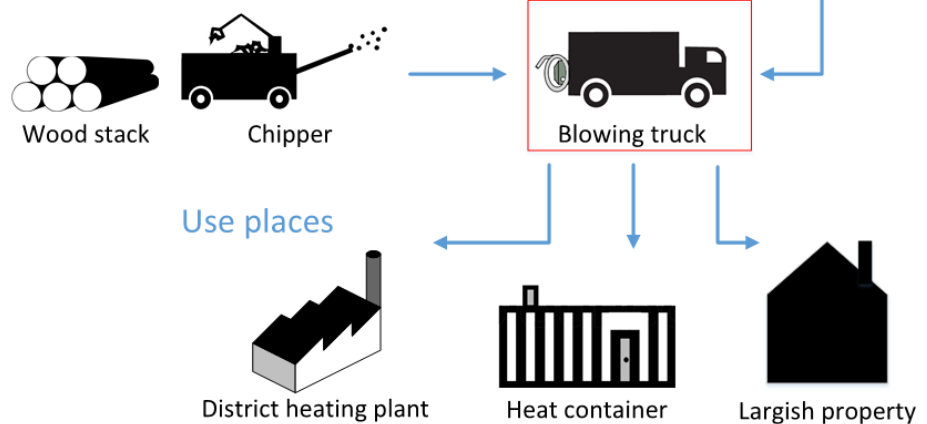 Wood stack
Chipper
Blowing truck
Use places
District heating plant
Heat container
Largish property